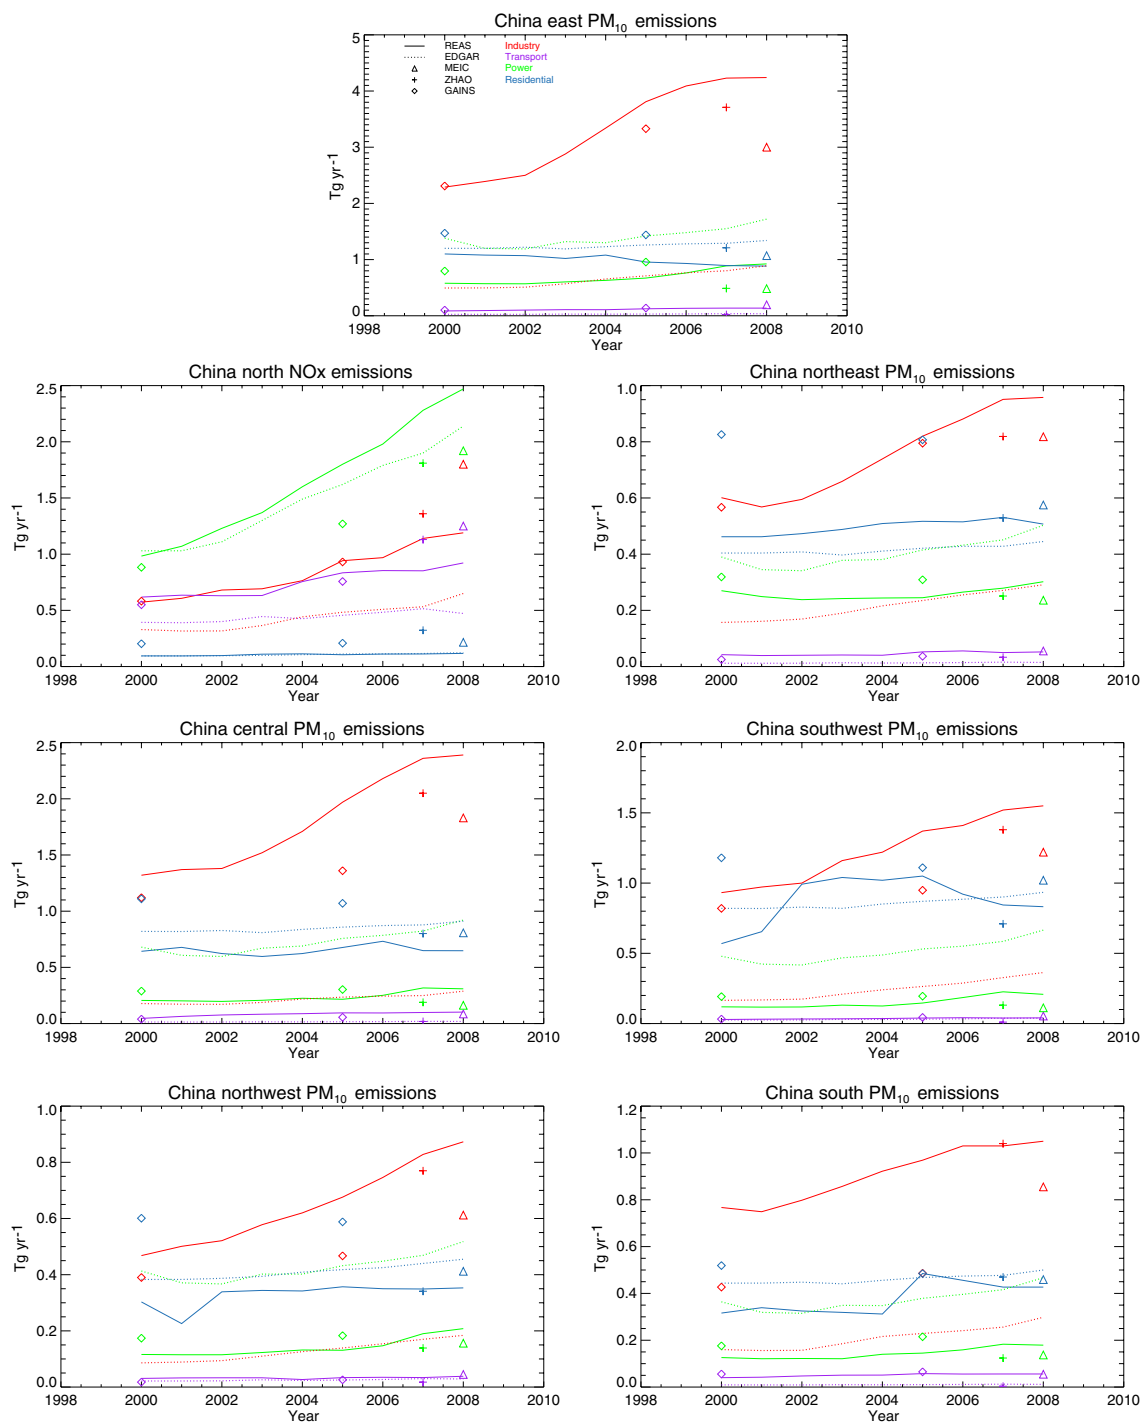 China east PM₁₀ emissions
5
4
3
2
1
0
Tg yr-1
REAS Industry
EDGAR Transport
MEIC Power
ZHAO Residential
GAINS
1998 2000 2002 2004 2006 2008 2010
Year
China north NOx emissions
2.5
2.0
1.5
1.0
0.5
0.0
Tg yr-1
1998 2000 2002 2004 2006 2008 2010
Year
China northeast PM₁₀ emissions
1.0
0.8
0.6
0.4
0.2
0.0
Tg yr-1
1998 2000 2002 2004 2006 2008 2010
Year
China central PM₁₀ emissions
2.5
2.0
1.5
1.0
0.5
0.0
Tg yr-1
1998 2000 2002 2004 2006 2008 2010
Year
China southwest PM₁₀ emissions
2.0
1.5
1.0
0.5
0.0
Tg yr-1
1998 2000 2002 2004 2006 2008 2010
Year
China northwest PM₁₀ emissions
1.0
0.8
0.6
0.4
0.2
0.0
Tg yr-1
1998 2000 2002 2004 2006 2008 2010
Year
China south PM₁₀ emissions
1.2
1.0
0.8
0.6
0.4
0.2
0.0
Tg yr-1
1998 2000 2002 2004 2006 2008 2010
Year